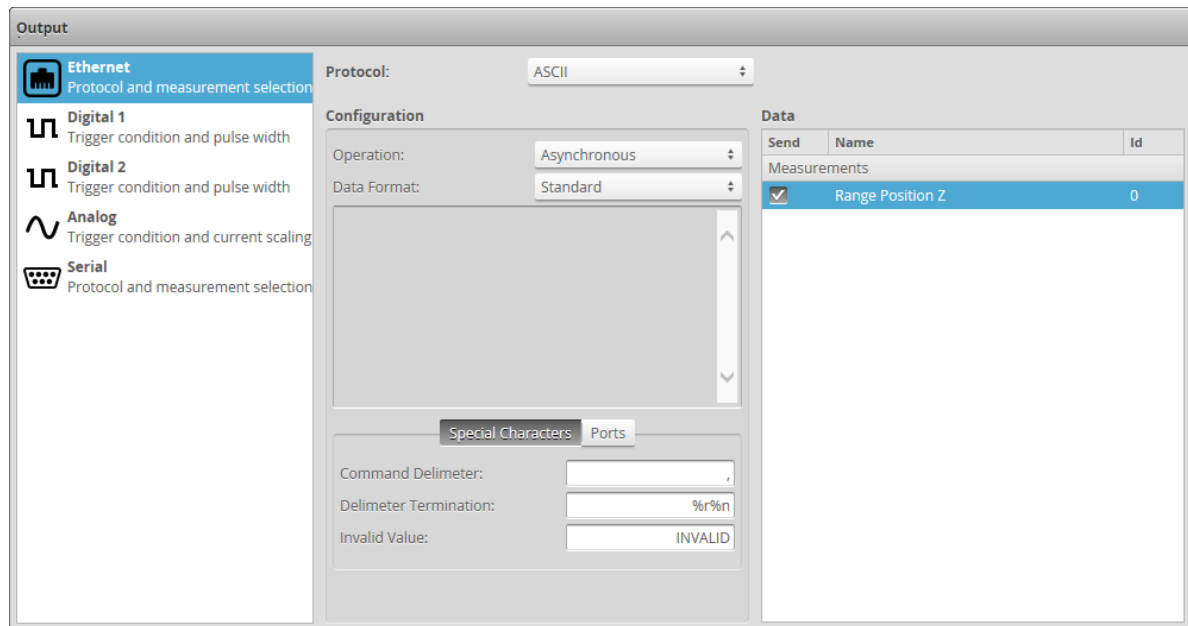 Output
Ethernet
Protocol and measurement selection
Digital 1
Trigger condition and pulse width
Digital 2
Trigger condition and pulse width
Analog
Trigger condition and current scaling
Serial
Protocol and measurement selection
Protocol: ASCII
Configuration
Operation: Asynchronous
Data Format: Standard
Special Characters Ports
Command Delimeter: ,
Delimeter Termination: %r%n
Invalid Value: INVALID
Data
Send Name Id
Measurements
Range Position Z 0